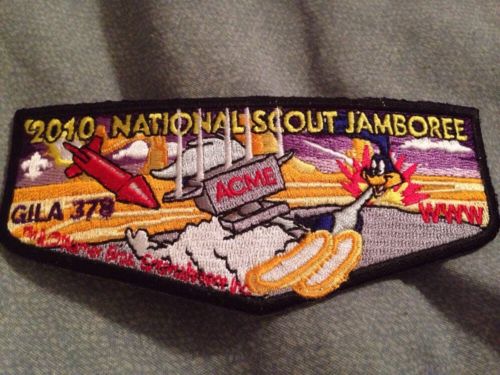 2010 NATIONAL SCOUT JAMBOREE
ACME
GILA 378
WWW